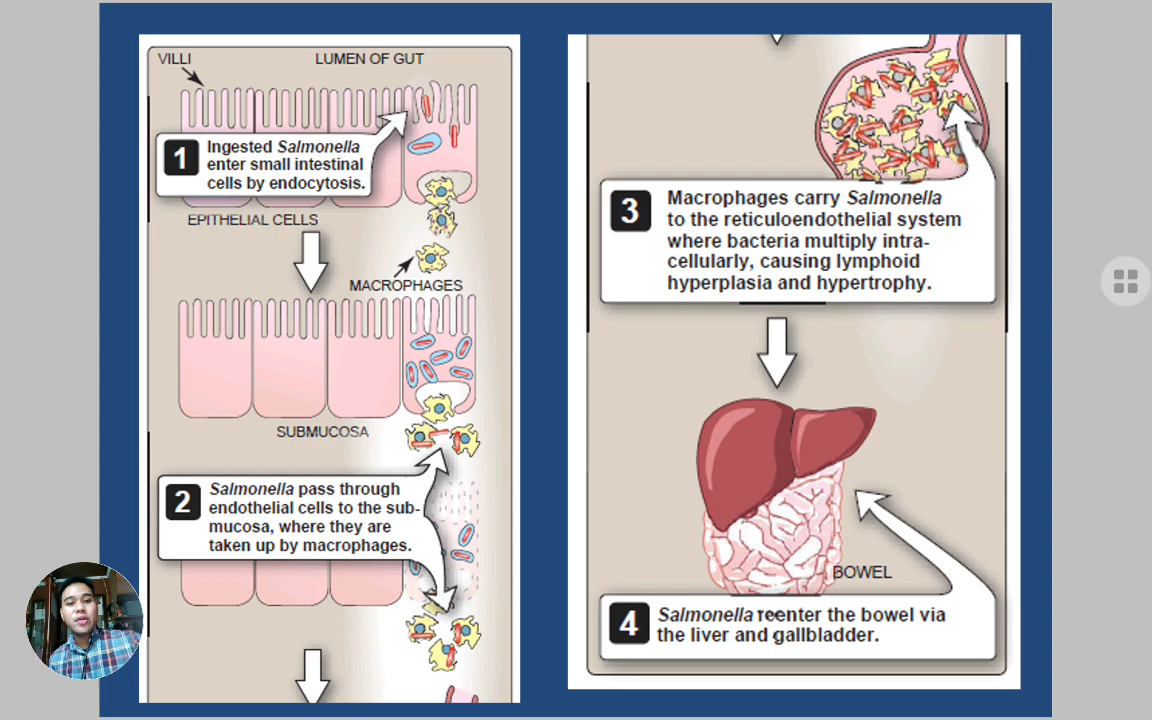 VILLI
LUMEN OF GUT
1
Ingested Salmonella
enter small intestinal
cells by endocytosis.
EPITHELIAL CELLS
MACROPHAGES
SUBMUCOSA
2
Salmonella pass through
endothelial cells to the sub-
mucosa, where they are
taken up by macrophages.
3
Macrophages carry Salmonella
to the reticuloendothelial system
where bacteria multiply intra-
cellularly, causing lymphoid
hyperplasia and hypertrophy.
BOWEL
4
Salmonella reenter the bowel via
the liver and gallbladder.